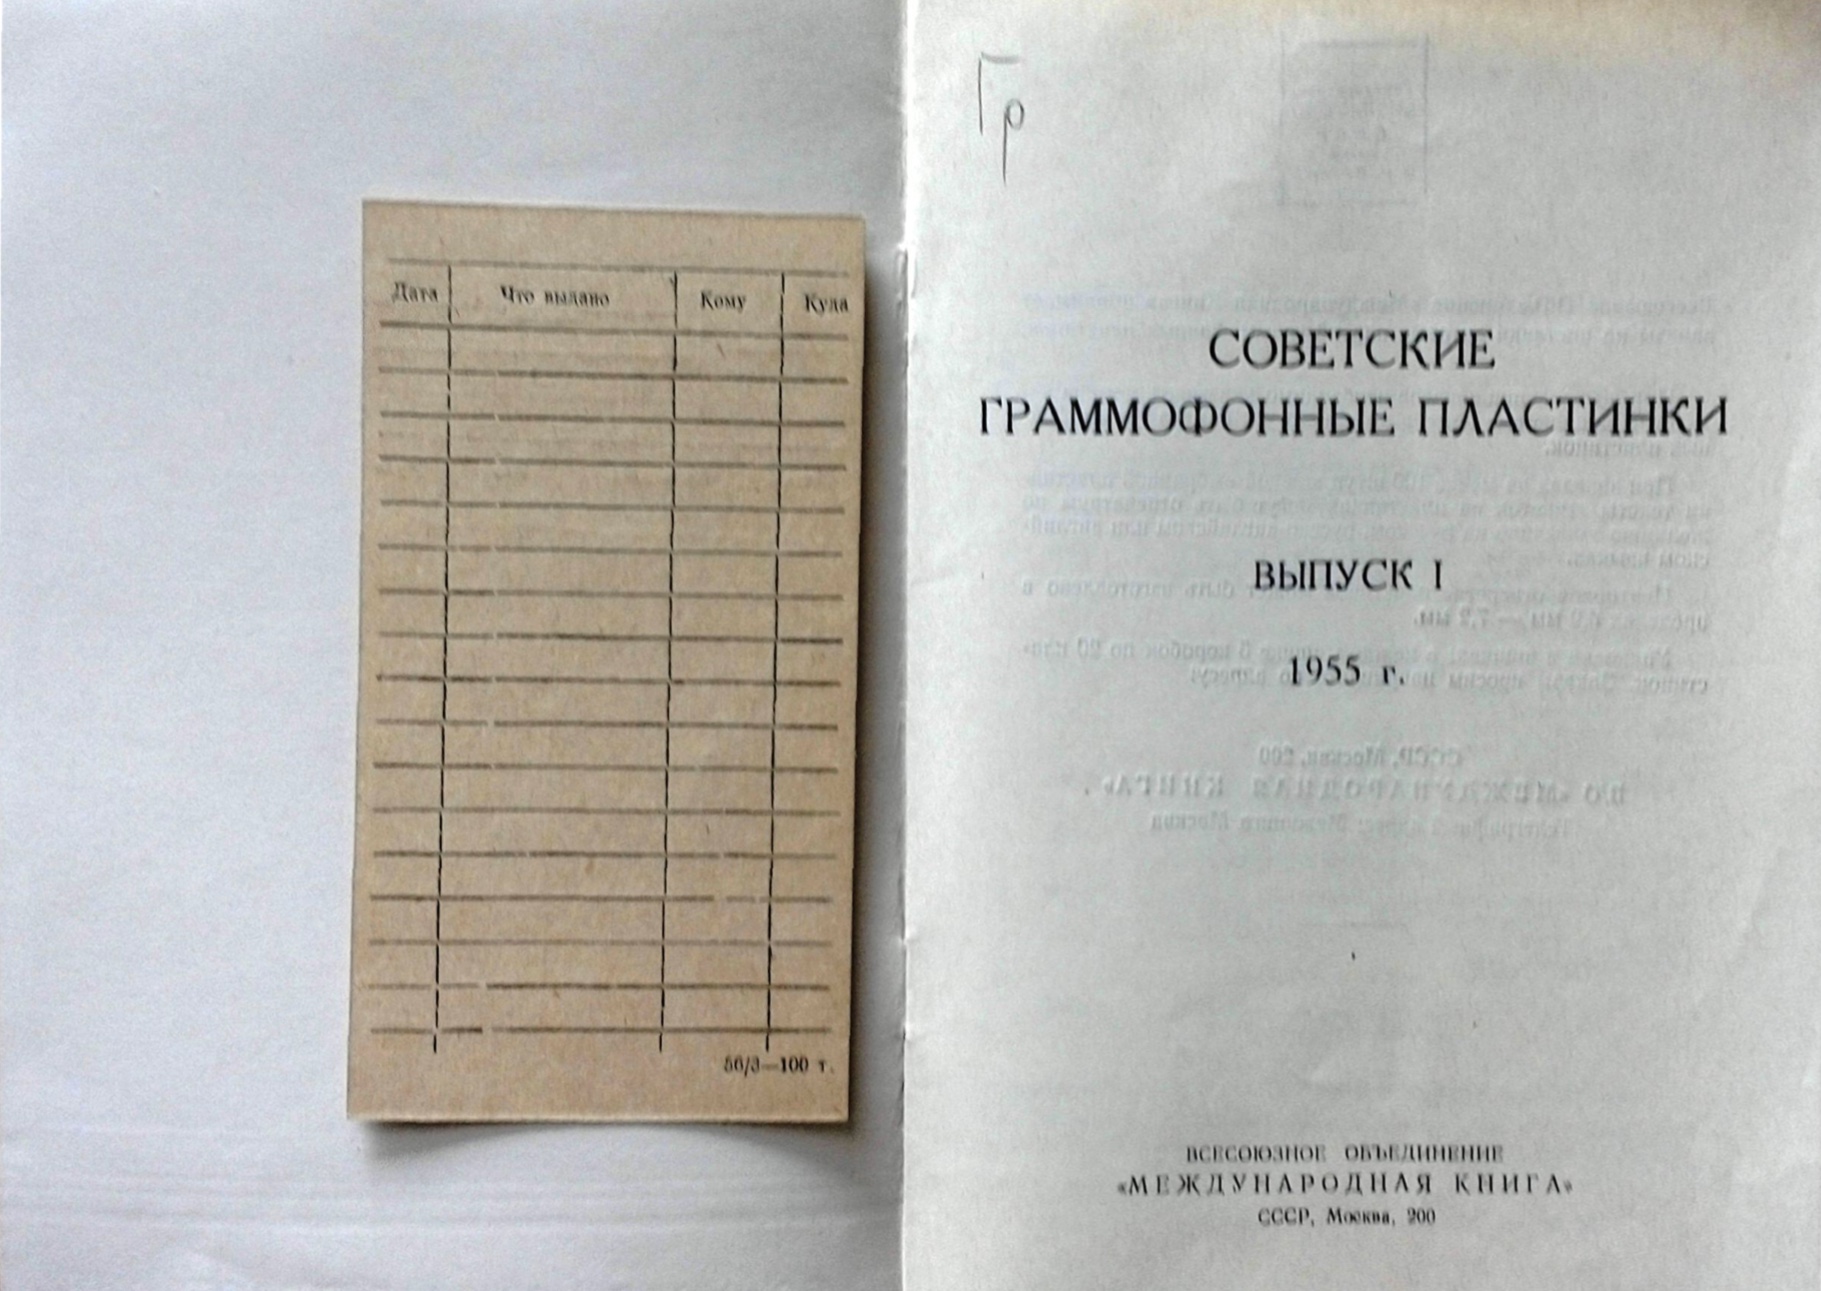 Дата Что выдано Кому Куда
56/3—100 т.
Гр
СОВЕТСКИЕ
ГРАММОФОННЫЕ ПЛАСТИНКИ
ВЫПУСК I
1955 г.
ВСЕСОЮЗНОЕ ОБЪЕДИНЕНИЕ
«МЕЖДУНАРОДНАЯ КНИГА»
СССР, Москва, 200